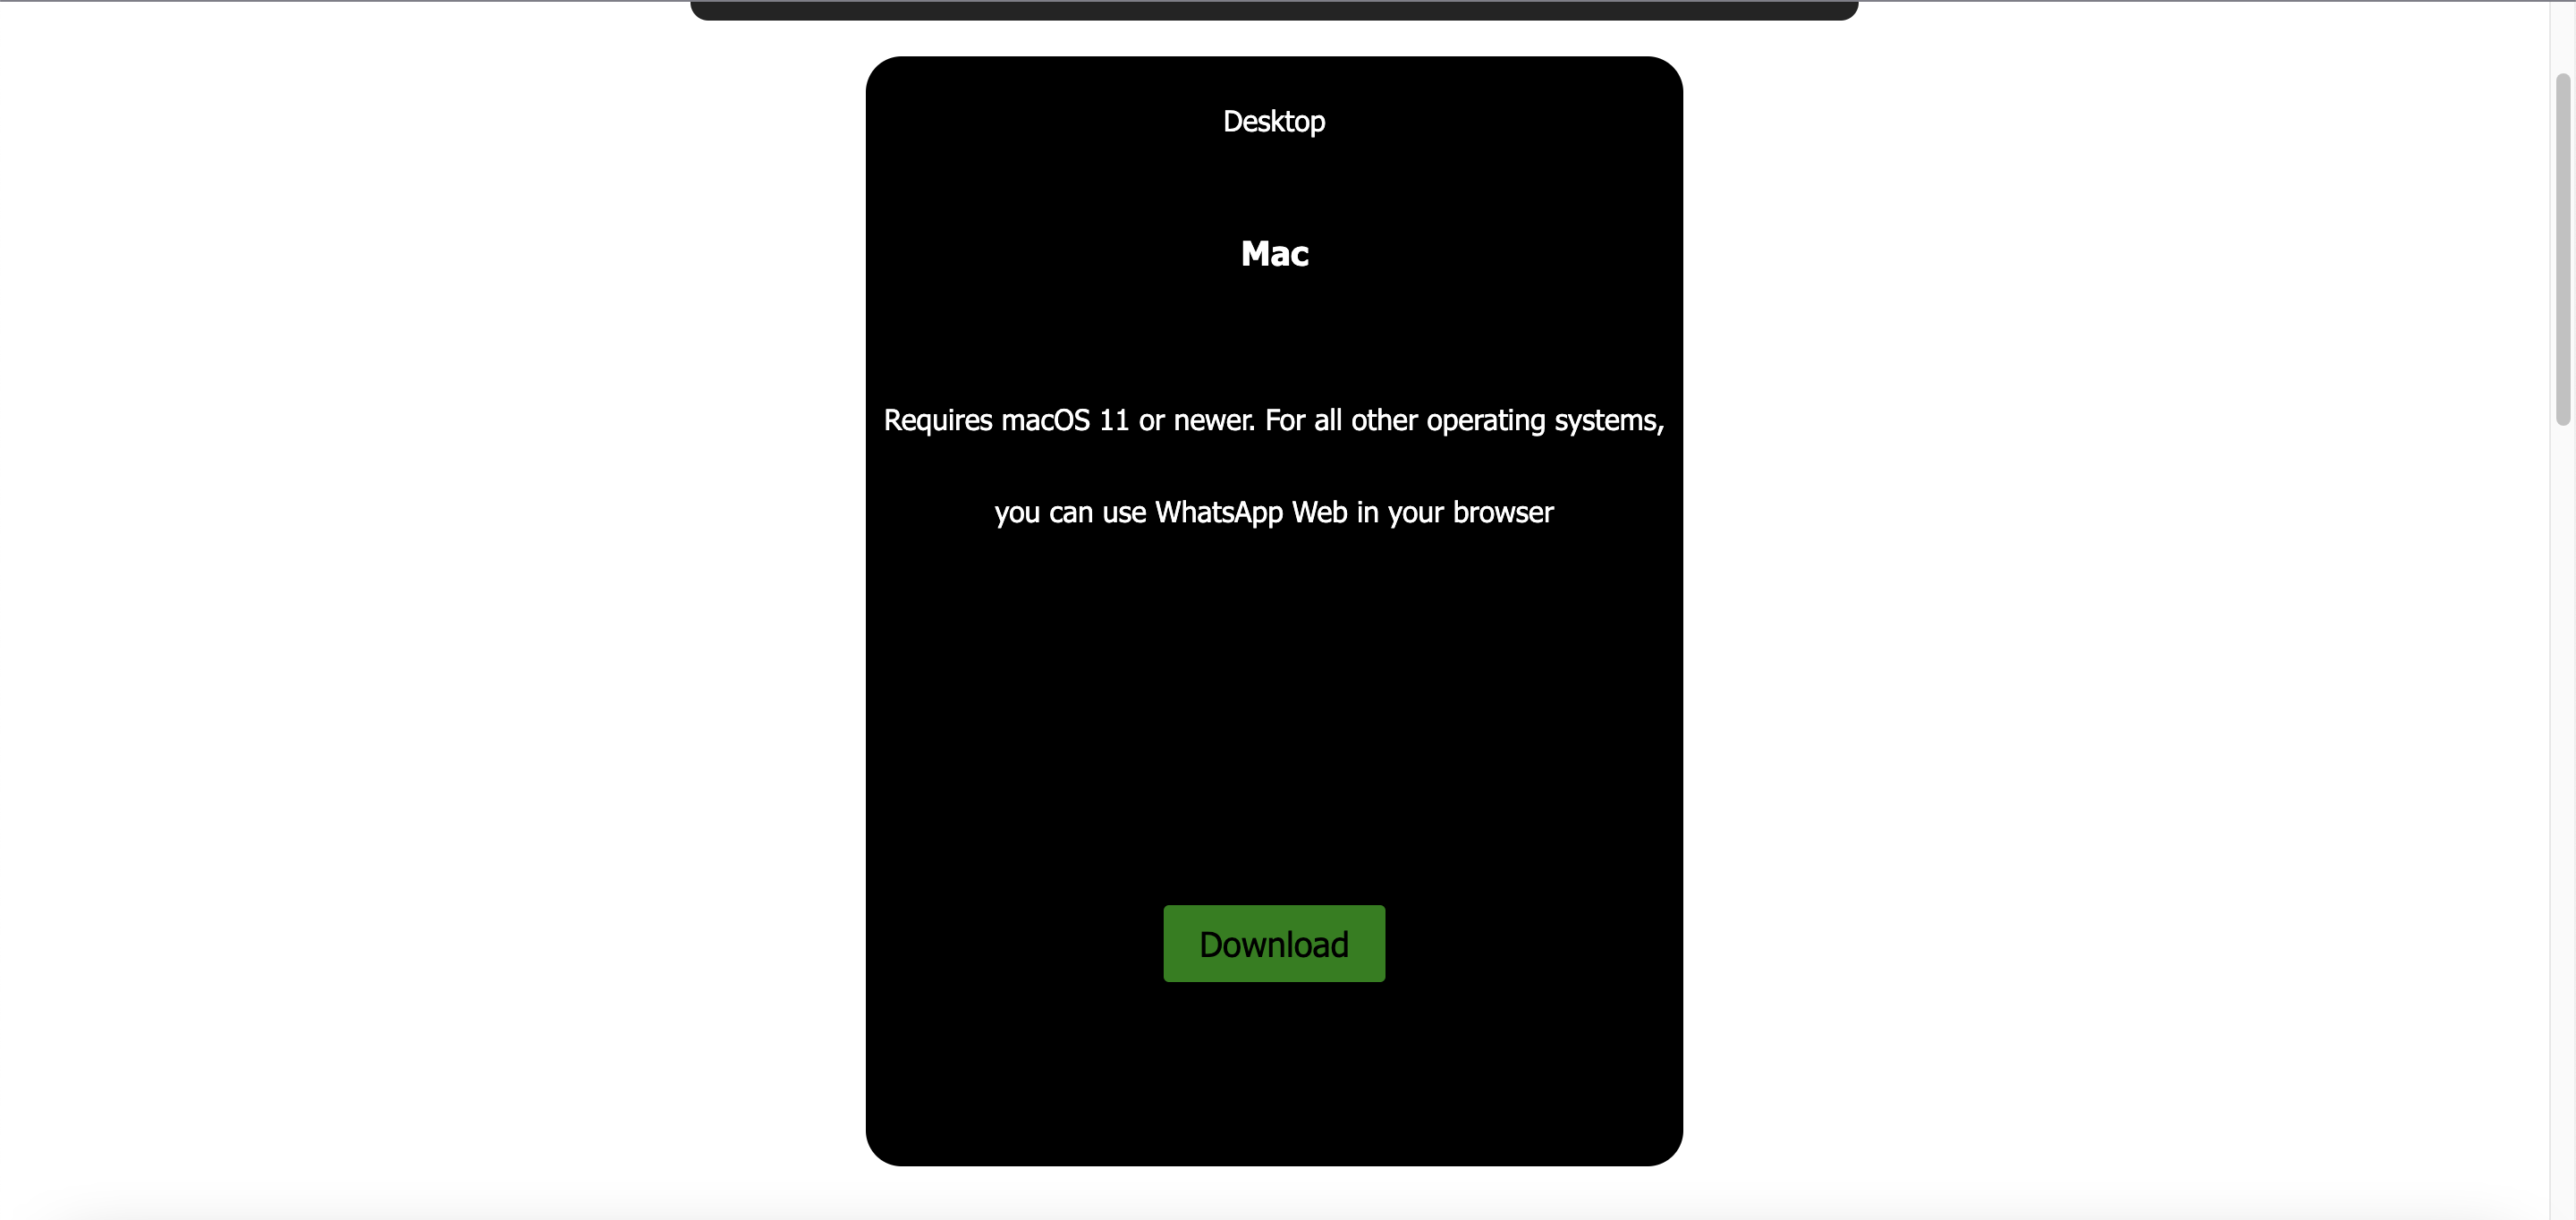 Desktop
Mac
Requires macOS 11 or newer. For all other operating systems,
you can use WhatsApp Web in your browser
Download